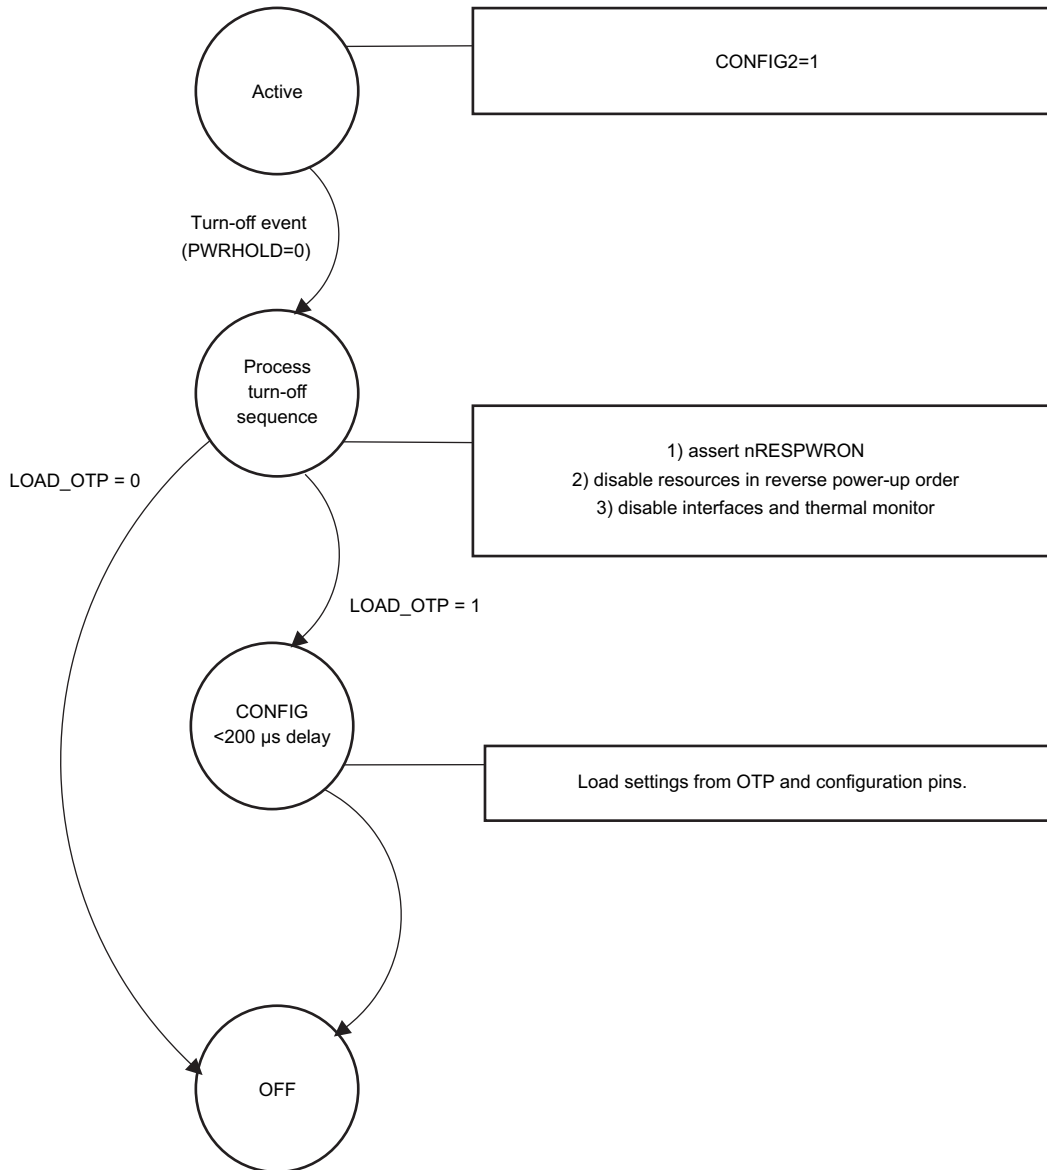 Active
CONFIG2=1
Turn-off event
(PWRHOLD=0)
Process
turn-off
sequence
1) assert nRESPWRON
2) disable resources in reverse power-up order
3) disable interfaces and thermal monitor
LOAD_OTP = 0
LOAD_OTP = 1
CONFIG
<200 µs delay
Load settings from OTP and configuration pins.
OFF